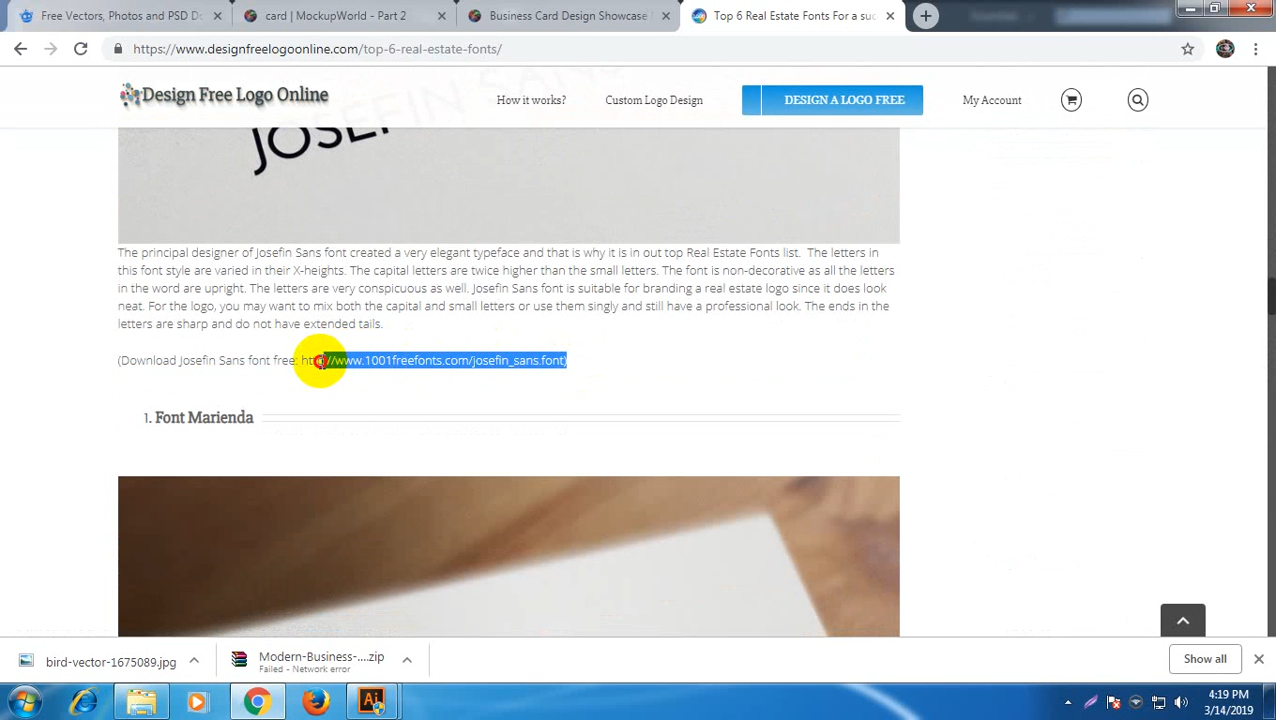 Free Vectors, Photos and PSD Do
card | MockupWorld - Part 2
Business Card Design Showcase
Top 6 Real Estate Fonts For a suc
https://www.designfreelogoonline.com/top-6-real-estate-fonts/
Design Free Logo Online
How it works?
Custom Logo Design
DESIGN A LOGO FREE
My Account
JOSEFIN SANS
JOSEF
The principal designer of Josefin Sans font created a very elegant typeface and that is why it is in out top Real Estate Fonts list. The letters in
this font style are varied in their X-heights. The capital letters are twice higher than the small letters. The font is non-decorative as all the letters
in the word are upright. The letters are very conspicuous as well. Josefin Sans font is suitable for branding a real estate logo since it does look
neat. For the logo, you may want to mix both the capital and small letters or use them singly and still have a professional look. The ends in the
letters are sharp and do not have extended tails.
(Download Josefin Sans font free: http://www.1001freefonts.com/josefin_sans.font)
1. Font Marienda
bird-vector-1675089.jpg
Modern-Business-....zip
Failed - Network error
Show all
Ai
4:19 PM
3/14/2019